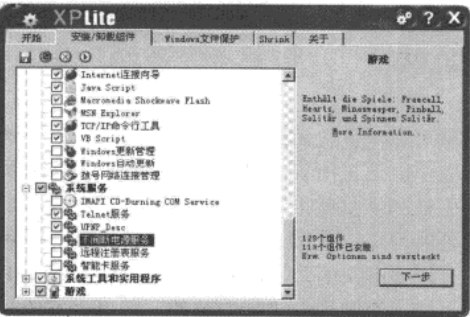 XPLite
开始 安装/卸载组件 Windows文件保护 Shrink 关于
Internet连接向导
Java Script
Macromedia Shockwave Flash
MSN Explorer
TCP/IP命令行工具
VB Script
Windows更新管理
Windows自动更新
拨号网络连接管理
系统服务
IMAPI CD-Burning COM Service
Telnet服务
UPNP_Desc
不间断电源服务
远程注册表服务
智能卡服务
系统工具和实用程序
游戏
游戏
Enthält die Spiele: Freecell,
Hearts, Minesweeper, Pinball,
Solitär und Spinnen Solitär.
More Information.
129个组件
119个组件已安装
Erw. Optionen sind versteckt
下一步